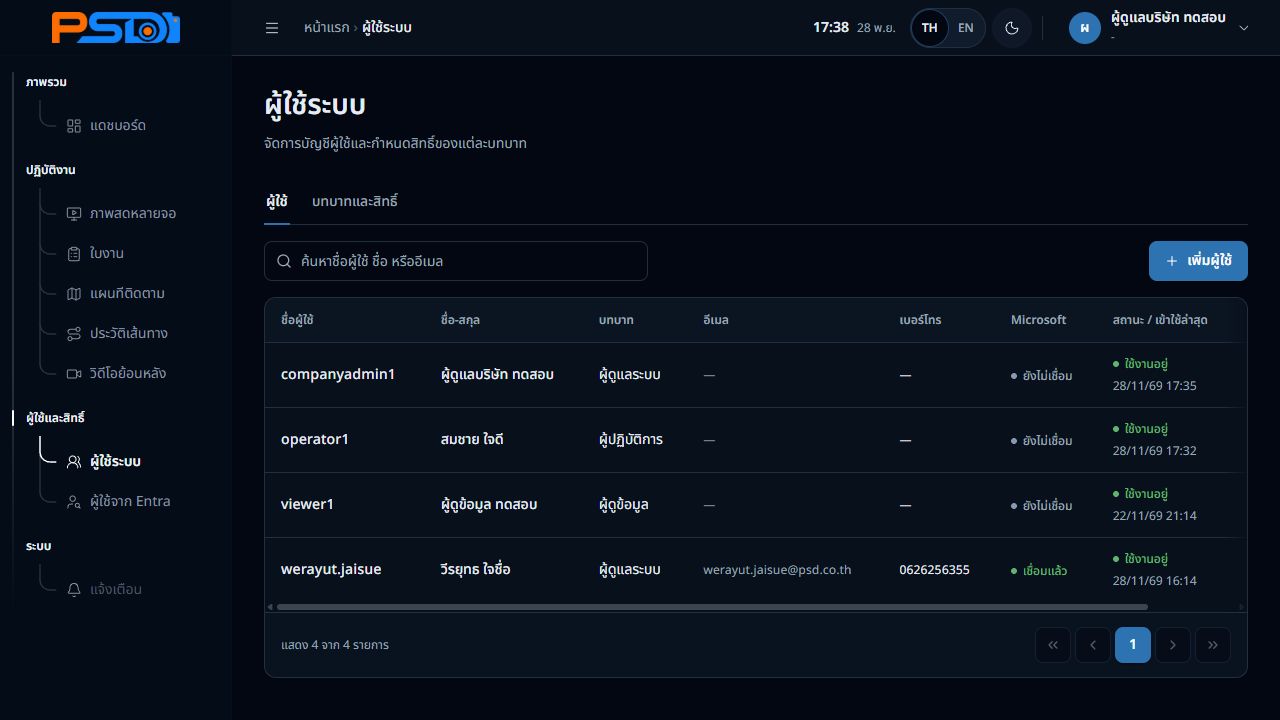 PSD
ภาพรวม
แดชบอร์ด
ปฏิบัติงาน
ภาพสดหลายจอ
ใบงาน
แผนที่ติดตาม
ประวัติเส้นทาง
วิดีโอย้อนหลัง
ผู้ใช้และสิทธิ์
ผู้ใช้ระบบ
ผู้ใช้จาก Entra
ระบบ
แจ้งเตือน
หน้าแรก › ผู้ใช้ระบบ
17:38 28 พ.ย. TH EN
ผ ผู้ดูแลบริษัท ทดสอบ
-
ผู้ใช้ระบบ
จัดการบัญชีผู้ใช้และกำหนดสิทธิ์ของแต่ละบทบาท
ผู้ใช้ บทบาทและสิทธิ์
ค้นหาชื่อผู้ใช้ ชื่อ หรืออีเมล
+ เพิ่มผู้ใช้
ชื่อผู้ใช้ ชื่อ-สกุล บทบาท อีเมล เบอร์โทร Microsoft สถานะ / เข้าใช้ล่าสุด
companyadmin1 ผู้ดูแลบริษัท ทดสอบ ผู้ดูแลระบบ — — ยังไม่เชื่อม ใช้งานอยู่
28/11/69 17:35
operator1 สมชาย ใจดี ผู้ปฏิบัติการ — — ยังไม่เชื่อม ใช้งานอยู่
28/11/69 17:32
viewer1 ผู้ดูข้อมูล ทดสอบ ผู้ดูข้อมูล — — ยังไม่เชื่อม ใช้งานอยู่
22/11/69 21:14
werayut.jaisue วีรยุทธ ใจชื่อ ผู้ดูแลระบบ werayut.jaisue@psd.co.th 0626256355 เชื่อมแล้ว ใช้งานอยู่
28/11/69 16:14
แสดง 4 จาก 4 รายการ
« ‹ 1 › »